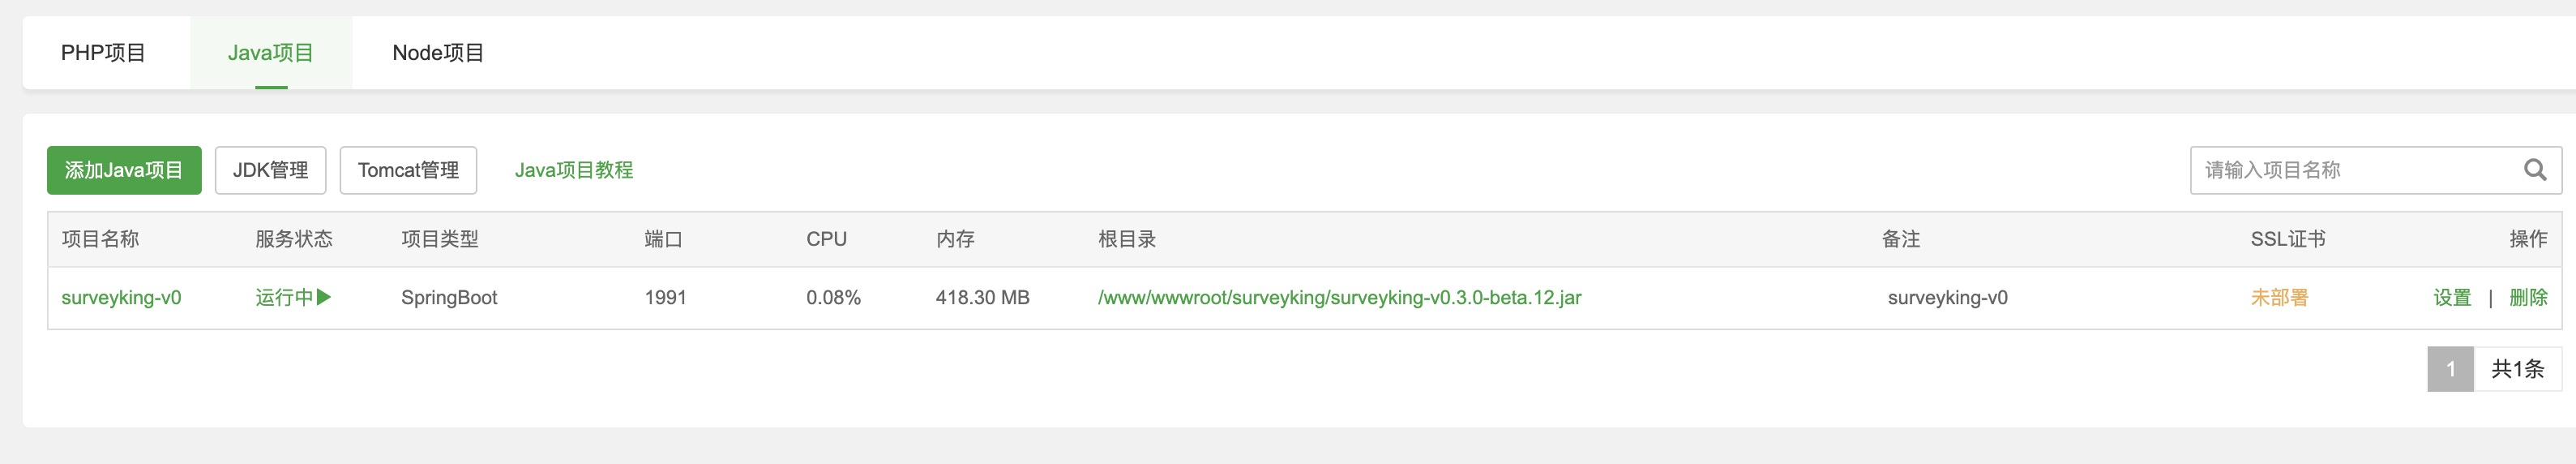 PHP项目 Java项目 Node项目
添加Java项目 JDK管理 Tomcat管理 Java项目教程 请输入项目名称
项目名称 服务状态 项目类型 端口 CPU 内存 根目录 备注 SSL证书 操作
surveyking-v0 运行中 SpringBoot 1991 0.08% 418.30 MB /www/wwwroot/surveyking/surveyking-v0.3.0-beta.12.jar surveyking-v0 未部署 设置 | 删除
1 共1条